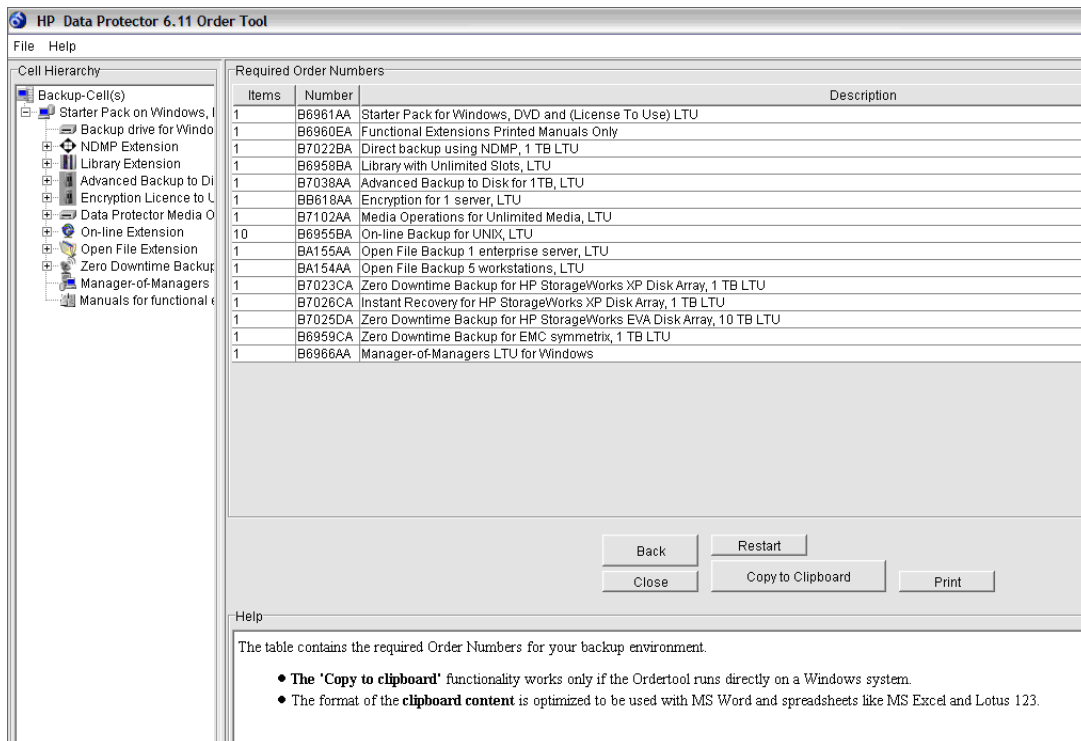 HP Data Protector 6.11 Order Tool
File Help
Cell Hierarchy
Backup-Cell(s)
Starter Pack on Windows,
Backup drive for Windo
NDMP Extension
Library Extension
Advanced Backup to Di
Encryption Licence to U
Data Protector Media O
On-line Extension
Open File Extension
Zero Downtime Backup
Manager-of-Managers
Manuals for functional e
Required Order Numbers
Items Number Description
1 B6961AA Starter Pack for Windows, DVD and (License To Use) LTU
1 B6960EA Functional Extensions Printed Manuals Only
1 B7022BA Direct backup using NDMP, 1 TB LTU
1 B6958BA Library with Unlimited Slots, LTU
1 B7038AA Advanced Backup to Disk for 1TB, LTU
1 BB618AA Encryption for 1 server, LTU
1 B7102AA Media Operations for Unlimited Media, LTU
10 B6955BA On-line Backup for UNIX, LTU
1 BA155AA Open File Backup 1 enterprise server, LTU
1 BA154AA Open File Backup 5 workstations, LTU
1 B7023CA Zero Downtime Backup for HP StorageWorks XP Disk Array, 1 TB LTU
1 B7026CA Instant Recovery for HP StorageWorks XP Disk Array, 1 TB LTU
1 B7025DA Zero Downtime Backup for HP StorageWorks EVA Disk Array, 10 TB LTU
1 B6959CA Zero Downtime Backup for EMC symmetrix, 1 TB LTU
1 B6966AA Manager-of-Managers LTU for Windows
Back Restart
Close Copy to Clipboard Print
Help
The table contains the required Order Numbers for your backup environment.
● The 'Copy to clipboard' functionality works only if the Ordertool runs directly on a Windows system.
● The format of the clipboard content is optimized to be used with MS Word and spreadsheets like MS Excel and Lotus 123.